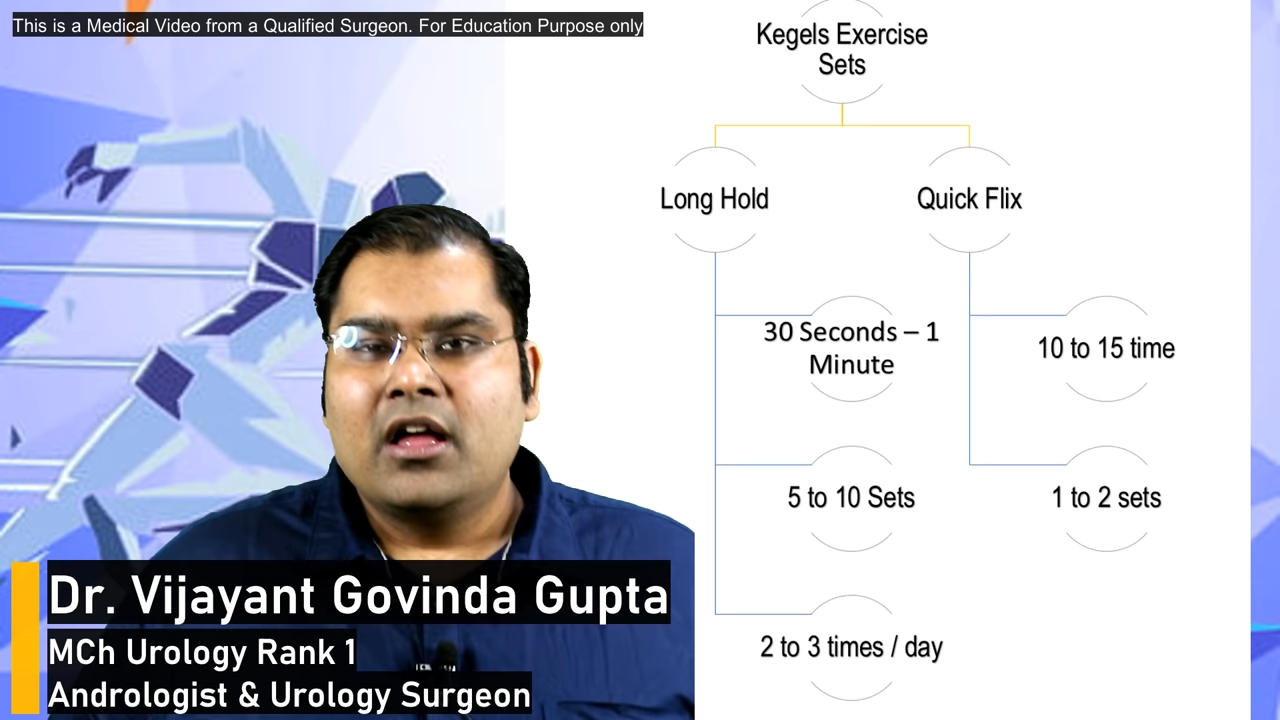 This is a Medical Video from a Qualified Surgeon. For Education Purpose only
Kegels Exercise
Sets
Long Hold
Quick Flix
30 Seconds – 1
Minute
10 to 15 time
5 to 10 Sets
1 to 2 sets
2 to 3 times / day
Dr. Vijayant Govinda Gupta
MCh Urology Rank 1
Andrologist & Urology Surgeon